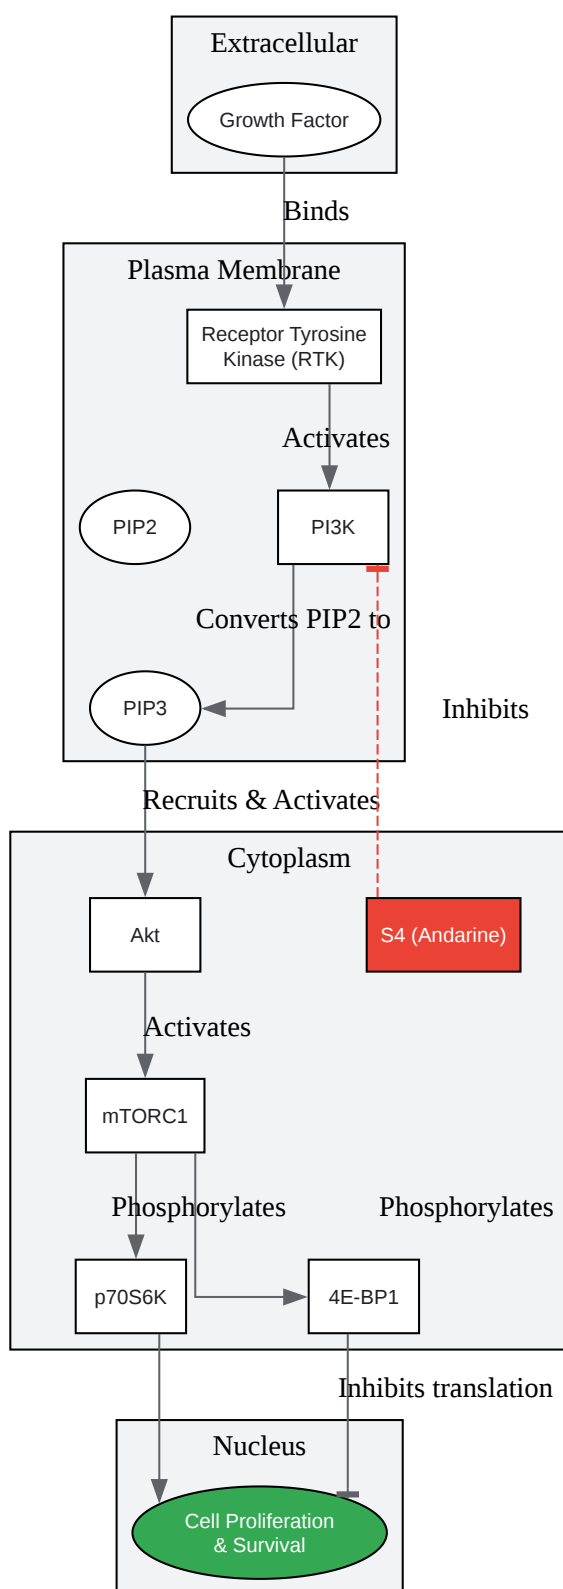 Extracellular
Growth Factor
Binds
Plasma Membrane
Receptor Tyrosine
Kinase (RTK)
Activates
PIP2
PI3K
Converts PIP2 to
PIP3
Inhibits
Recruits & Activates
Cytoplasm
Akt
S4 (Andarine)
Activates
mTORC1
Phosphorylates
Phosphorylates
p70S6K
4E-BP1
Inhibits translation
Nucleus
Cell Proliferation
& Survival